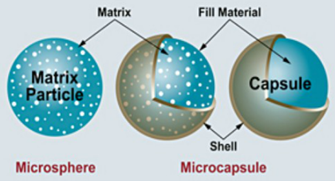 Matrix
Fill Material
Matrix
Particle
Capsule
Shell
Microsphere
Microcapsule